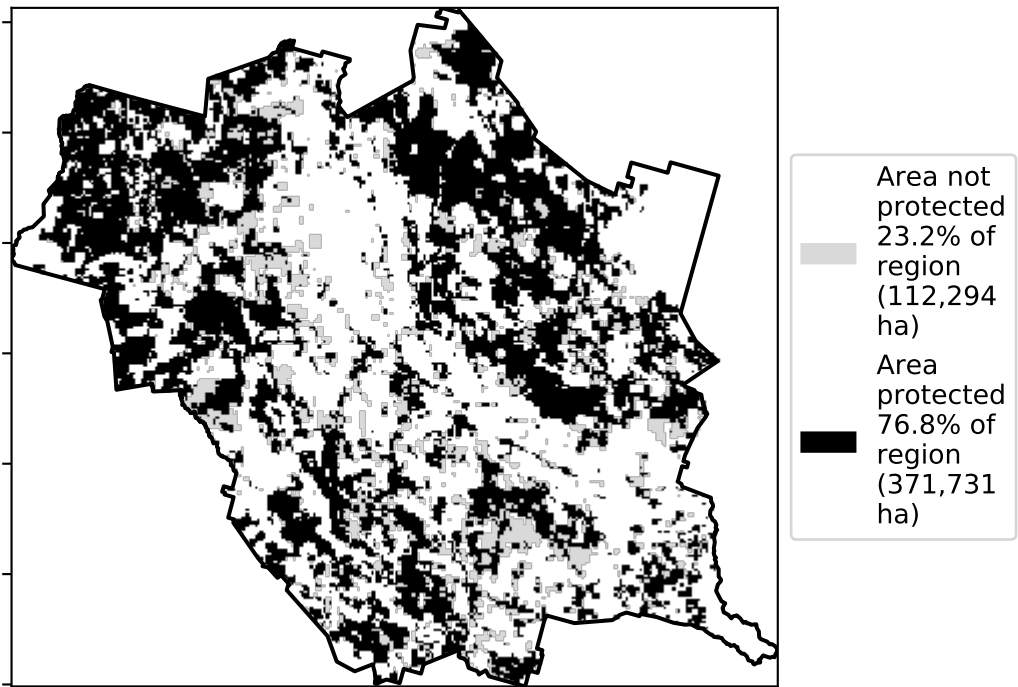 Area not
protected
23.2% of
region
(112,294
ha)
Area
protected
76.8% of
region
(371,731
ha)